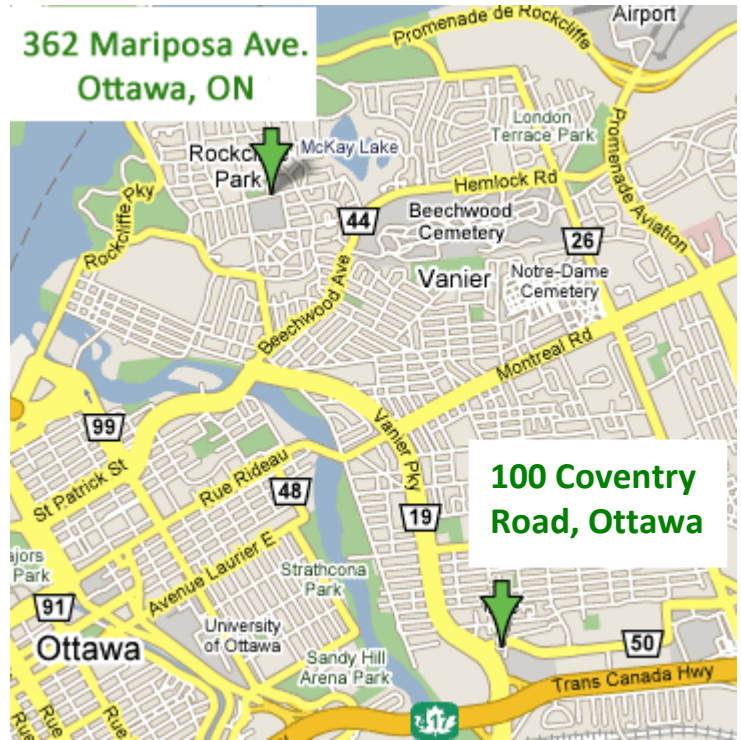 Airport
362 Mariposa Ave.
Ottawa, ON
Promenade de Rockcliffe
London
Terrace Park
Promenade Aviation
McKay Lake
Park
Hemlock Rd
44
Beechwood
Cemetery
Rockcliffe Pky
26
Vanier
Notre-Dame
Cemetery
Beechwood Ave
Montreal Rd
99
Vanier Pky
St Patrick St
Rue Rideau
48
100 Coventry
Road, Ottawa
19
Avenue Laurier E
Strathcona
Park
Park
91
University
of Ottawa
Ottawa
50
Sandy Hill
Arena Park
Trans Canada Hwy
Rue
Rue
Rue
417